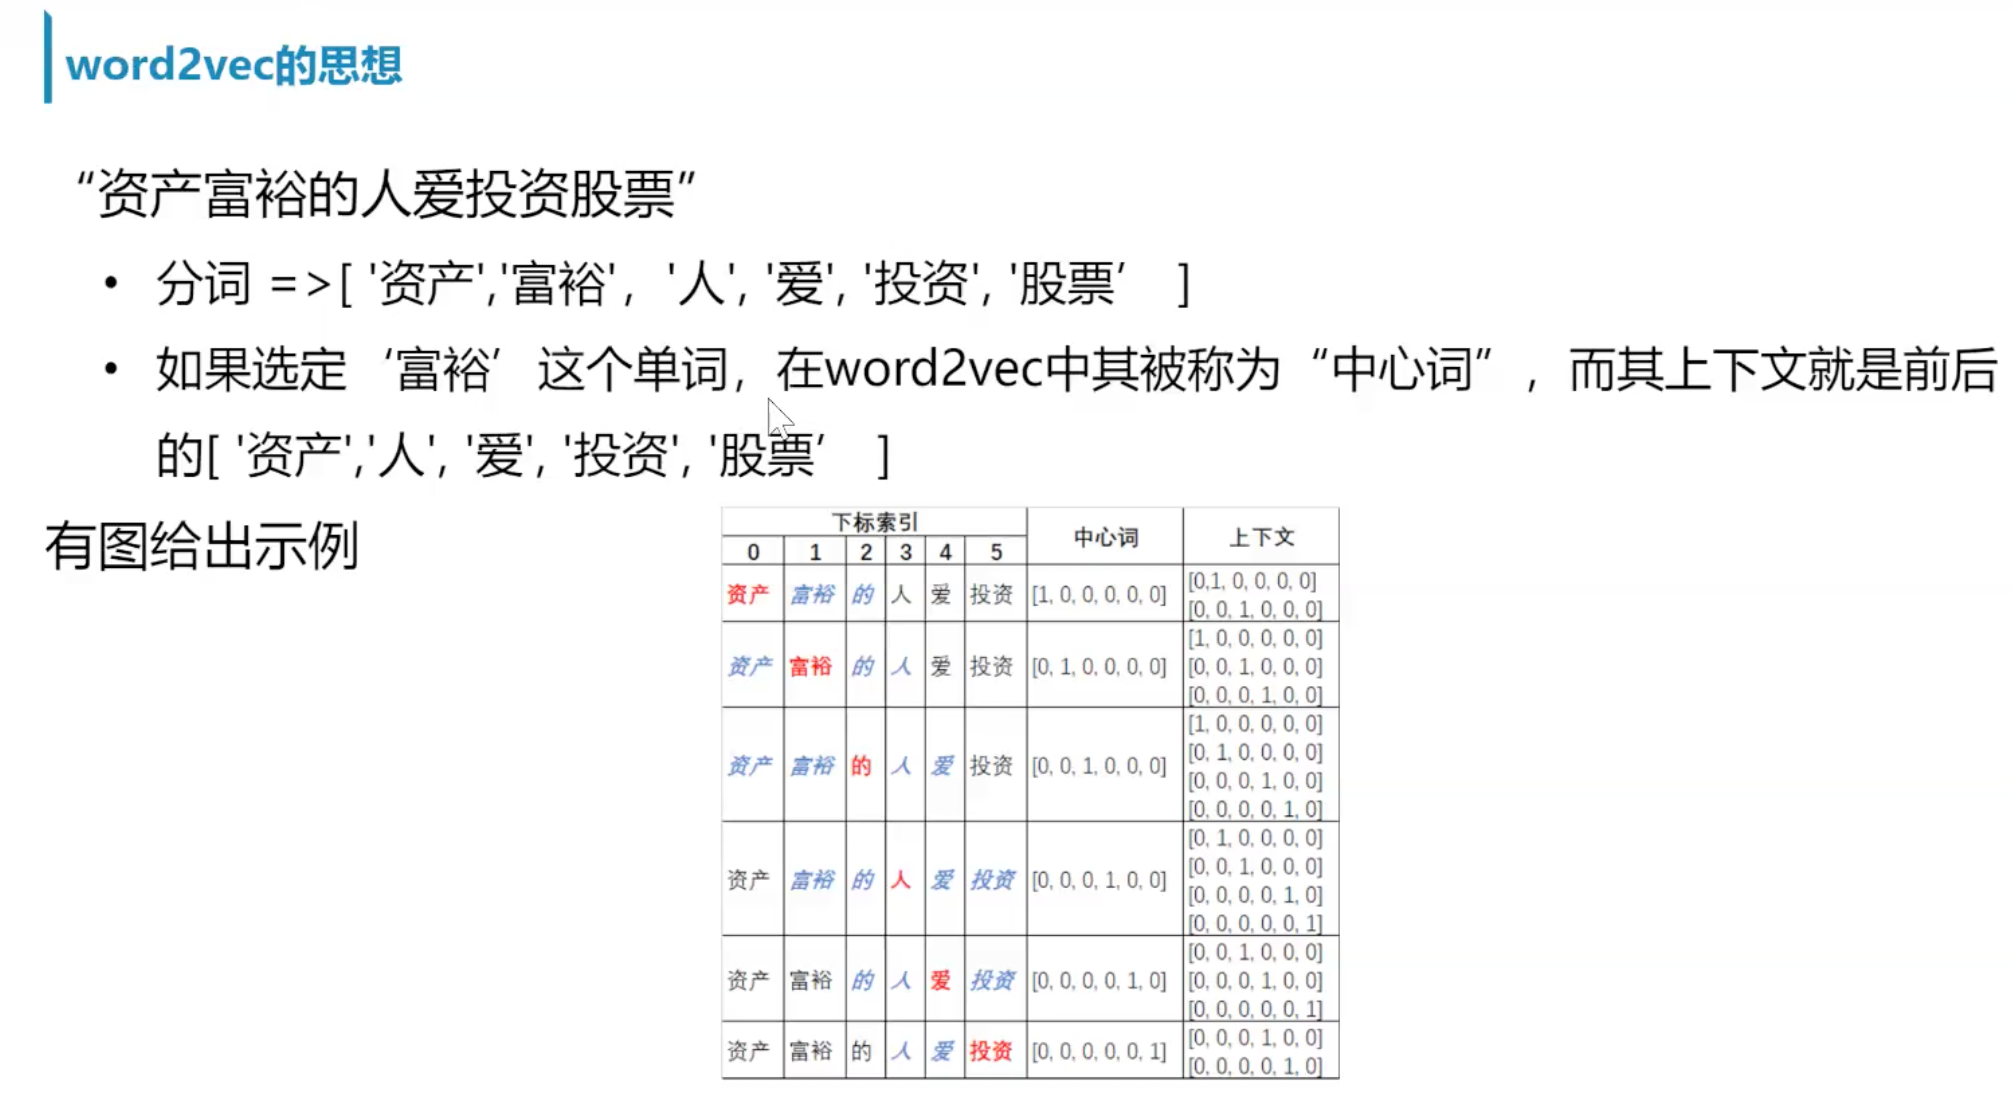 word2vec的思想
“资产富裕的人爱投资股票”
• 分词 =>[ '资产','富裕', '人', '爱', '投资', '股票’ ]
• 如果选定‘富裕’这个单词，在word2vec中其被称为“中心词”，而其上下文就是前后
的[ '资产','人', '爱', '投资', '股票’ ]
有图给出示例
下标索引 中心词 上下文
0 1 2 3 4 5
资产 富裕 的 人 爱 投资 [1, 0, 0, 0, 0, 0] [0,1, 0, 0, 0, 0]
[0, 0, 1, 0, 0, 0]
资产 富裕 的 人 爱 投资 [0, 1, 0, 0, 0, 0] [1, 0, 0, 0, 0, 0]
[0, 0, 1, 0, 0, 0]
[0, 0, 0, 1, 0, 0]
资产 富裕 的 人 爱 投资 [0, 0, 1, 0, 0, 0] [1, 0, 0, 0, 0, 0]
[0, 1, 0, 0, 0, 0]
[0, 0, 0, 1, 0, 0]
[0, 0, 0, 0, 1, 0]
资产 富裕 的 人 爱 投资 [0, 0, 0, 1, 0, 0] [0, 1, 0, 0, 0, 0]
[0, 0, 1, 0, 0, 0]
[0, 0, 0, 0, 1, 0]
[0, 0, 0, 0, 0, 1]
资产 富裕 的 人 爱 投资 [0, 0, 0, 0, 1, 0] [0, 0, 1, 0, 0, 0]
[0, 0, 0, 1, 0, 0]
[0, 0, 0, 0, 0, 1]
资产 富裕 的 人 爱 投资 [0, 0, 0, 0, 0, 1] [0, 0, 0, 1, 0, 0]
[0, 0, 0, 0, 1, 0]